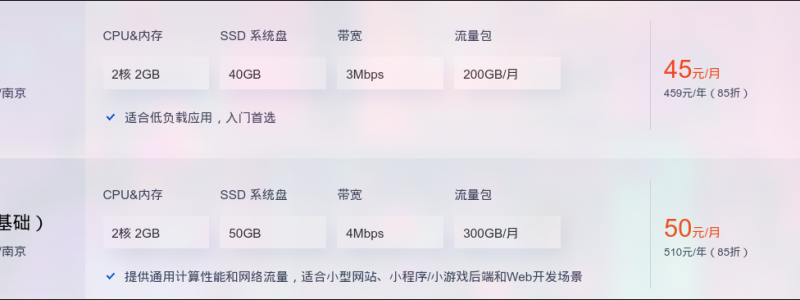 CPU&内存 SSD 系统盘 带宽 流量包
2核 2GB 40GB 3Mbps 200GB/月 45元/月
/南京 459元/年（85折）
适合低负载应用，入门首选
CPU&内存 SSD 系统盘 带宽 流量包
基础） 2核 2GB 50GB 4Mbps 300GB/月 50元/月
/南京 510元/年（85折）
提供通用计算性能和网络流量，适合小型网站、小程序/小游戏后端和Web开发场景